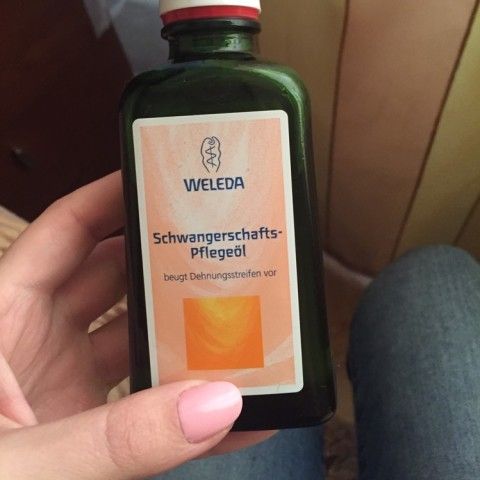 WELEDA
Schwangerschafts-
Pflegeöl
beugt Dehnungsstreifen vor